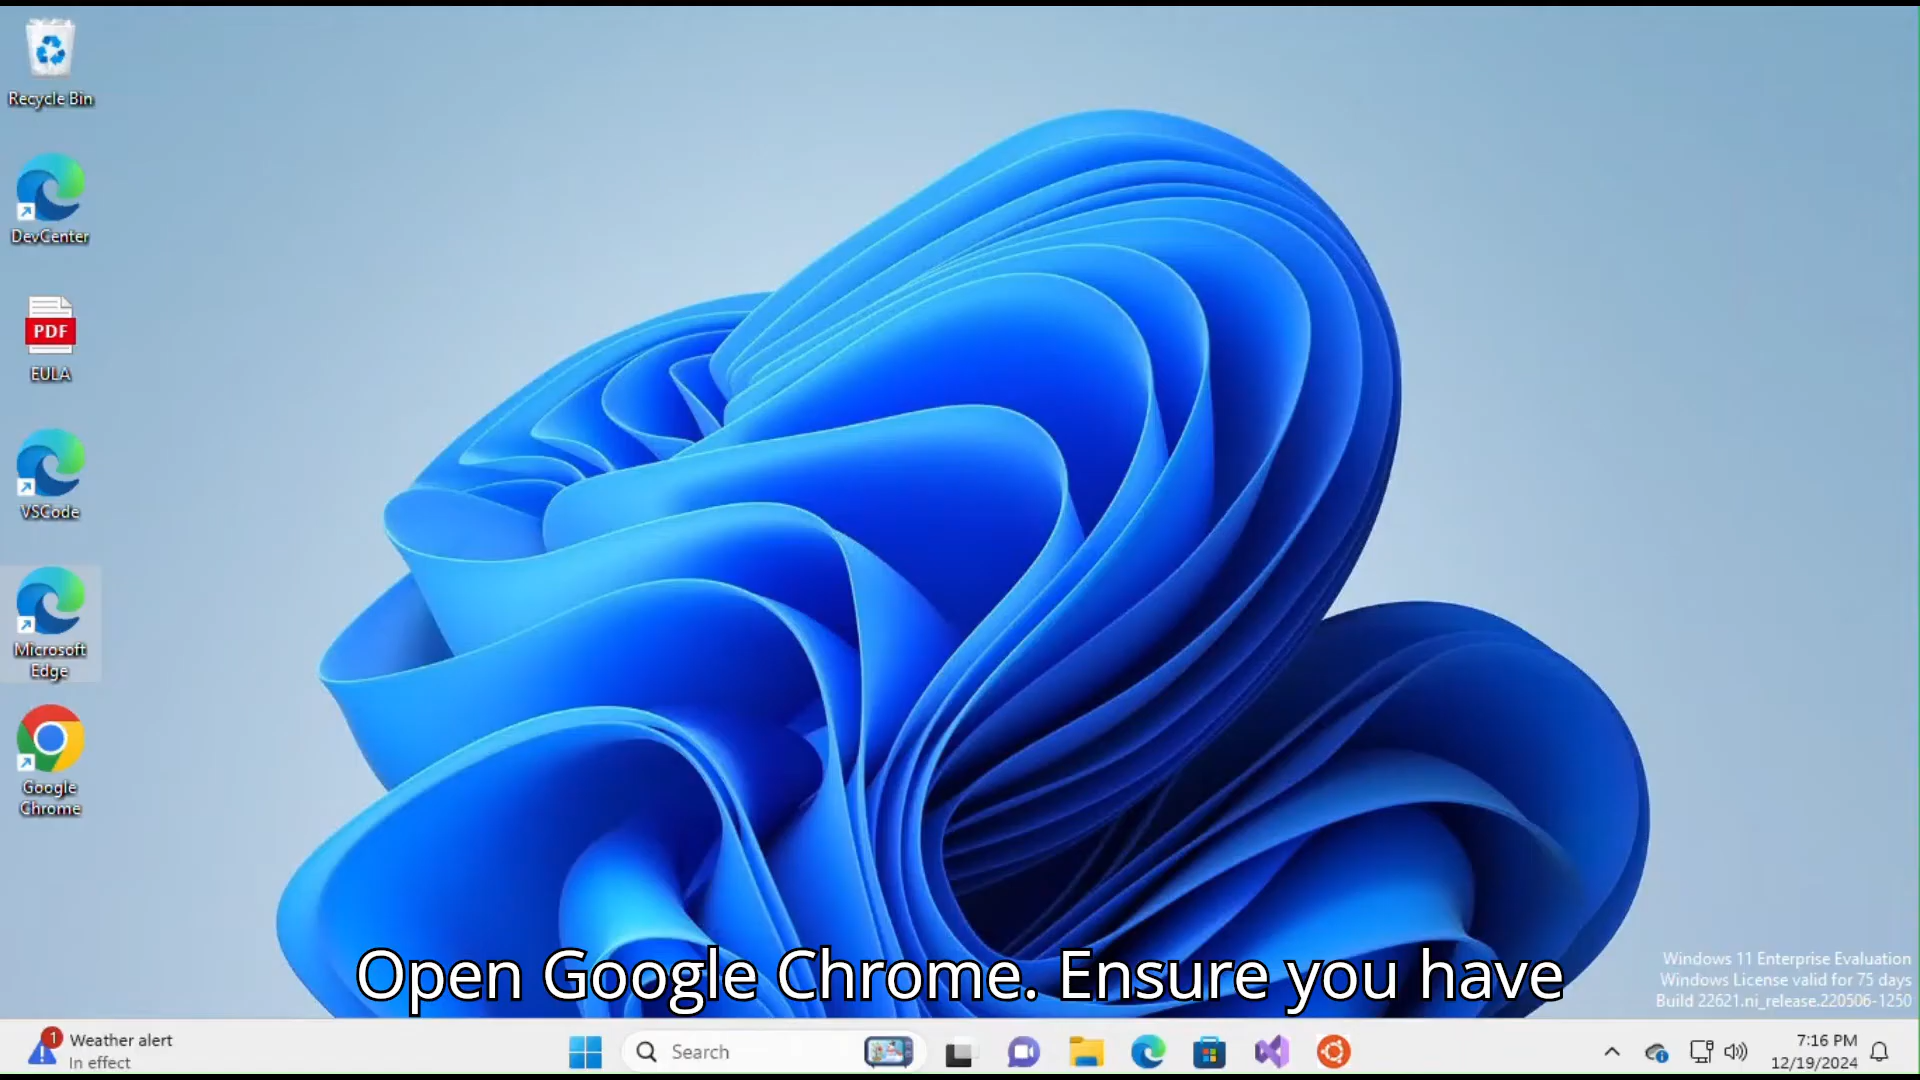 Recycle Bin
DevCenter
PDF
EULA
VSCode
Microsoft
Edge
Google
Chrome
Open Google Chrome. Ensure you have
Windows 11 Enterprise Evaluation
Windows License valid for 75 days
Build 22621.ni_release.220506-1250
1
Weather alert
In effect
Search
7:16 PM
12/19/2024